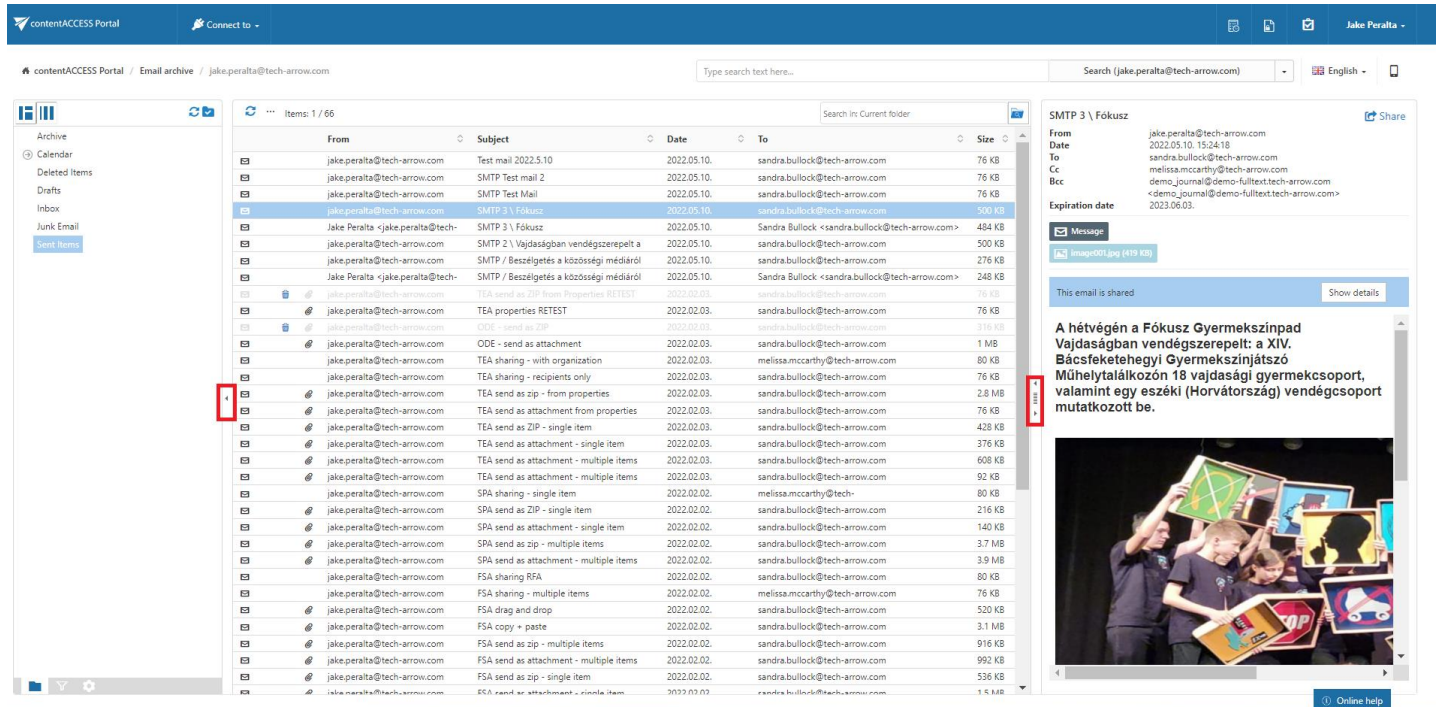 contentACCESS Portal
Connect to
Jake Peralta
contentACCESS Portal / Email archive / jake.peralta@tech-arrow.com
Type search text here...
Search (jake.peralta@tech-arrow.com)
English
Archive
Calendar
Deleted Items
Drafts
Inbox
Junk Email
Sent Items
... Items: 1 / 66
Search in: Current folder
From Subject Date To Size
jake.peralta@tech-arrow.com Test mail 2022.5.10 2022.05.10. sandra.bullock@tech-arrow.com 76 KB
jake.peralta@tech-arrow.com SMTP Test mail 2 2022.05.10. sandra.bullock@tech-arrow.com 76 KB
jake.peralta@tech-arrow.com SMTP Test Mail 2022.05.10. sandra.bullock@tech-arrow.com 76 KB
jake.peralta@tech-arrow.com SMTP 3 \ Fókusz 2022.05.10. sandra.bullock@tech-arrow.com 500 KB
Jake Peralta <jake.peralta@tech- SMTP 3 \ Fókusz 2022.05.10. Sandra Bullock <sandra.bullock@tech-arrow.com> 484 KB
jake.peralta@tech-arrow.com SMTP 2 \ Vajdaságban vendégszerepelt a 2022.05.10. sandra.bullock@tech-arrow.com 500 KB
jake.peralta@tech-arrow.com SMTP / Beszélgetés a közösségi médiáról 2022.05.10. sandra.bullock@tech-arrow.com 276 KB
Jake Peralta <jake.peralta@tech- SMTP / Beszélgetés a közösségi médiáról 2022.05.10. Sandra Bullock <sandra.bullock@tech-arrow.com> 248 KB
jake.peralta@tech-arrow.com TEA send as ZIP from Properties RETEST 2022.02.03. sandra.bullock@tech-arrow.com 76 KB
jake.peralta@tech-arrow.com TEA properties RETEST 2022.02.03. sandra.bullock@tech-arrow.com 76 KB
jake.peralta@tech-arrow.com ODE - send as ZIP 2022.02.03. sandra.bullock@tech-arrow.com 316 KB
jake.peralta@tech-arrow.com ODE - send as attachment 2022.02.03. sandra.bullock@tech-arrow.com 1 MB
jake.peralta@tech-arrow.com TEA sharing - with organization 2022.02.03. melissa.mccarthy@tech-arrow.com 80 KB
jake.peralta@tech-arrow.com TEA sharing - recipients only 2022.02.03. sandra.bullock@tech-arrow.com 76 KB
jake.peralta@tech-arrow.com TEA send as zip - from properties 2022.02.03. sandra.bullock@tech-arrow.com 2.8 MB
jake.peralta@tech-arrow.com TEA send as attachment from properties 2022.02.03. sandra.bullock@tech-arrow.com 76 KB
jake.peralta@tech-arrow.com TEA send as ZIP - single item 2022.02.03. sandra.bullock@tech-arrow.com 428 KB
jake.peralta@tech-arrow.com TEA send as attachment - single item 2022.02.03. sandra.bullock@tech-arrow.com 376 KB
jake.peralta@tech-arrow.com TEA send as attachment - multiple items 2022.02.03. sandra.bullock@tech-arrow.com 608 KB
jake.peralta@tech-arrow.com TEA send as attachment - multiple items 2022.02.03. sandra.bullock@tech-arrow.com 92 KB
jake.peralta@tech-arrow.com SPA sharing - single item 2022.02.02. melissa.mccarthy@tech- 80 KB
jake.peralta@tech-arrow.com SPA send as ZIP - single item 2022.02.02. sandra.bullock@tech-arrow.com 216 KB
jake.peralta@tech-arrow.com SPA send as attachment - single item 2022.02.02. sandra.bullock@tech-arrow.com 140 KB
jake.peralta@tech-arrow.com SPA send as zip - multiple items 2022.02.02. sandra.bullock@tech-arrow.com 3.7 MB
jake.peralta@tech-arrow.com SPA send as attachment - multiple items 2022.02.02. sandra.bullock@tech-arrow.com 3.9 MB
jake.peralta@tech-arrow.com FSA sharing RFA 2022.02.02. sandra.bullock@tech-arrow.com 80 KB
jake.peralta@tech-arrow.com FSA sharing - multiple items 2022.02.02. melissa.mccarthy@tech-arrow.com 76 KB
jake.peralta@tech-arrow.com FSA drag and drop 2022.02.02. sandra.bullock@tech-arrow.com 520 KB
jake.peralta@tech-arrow.com FSA copy + paste 2022.02.02. sandra.bullock@tech-arrow.com 3.1 MB
jake.peralta@tech-arrow.com FSA send as zip - multiple items 2022.02.02. sandra.bullock@tech-arrow.com 916 KB
jake.peralta@tech-arrow.com FSA send as attachment - multiple items 2022.02.02. sandra.bullock@tech-arrow.com 992 KB
jake.peralta@tech-arrow.com FSA send as zip - single item 2022.02.02. sandra.bullock@tech-arrow.com 536 KB
jake.peralta@tech-arrow.com FSA send as attachment - single item 2022.02.02. sandra.bullock@tech-arrow.com 1.5 MB
SMTP 3 \ Fókusz
Share
From jake.peralta@tech-arrow.com
Date 2022.05.10. 15:24:18
To sandra.bullock@tech-arrow.com
Cc melissa.mccarthy@tech-arrow.com
Bcc demo_journal@demo-fulltext.tech-arrow.com
<demo_journal@demo-fulltext.tech-arrow.com>
Expiration date 2023.06.03.
Message
image001.jpg (419 KB)
This email is shared
Show details
A hétvégén a Fókusz Gyermekszínpad
Vajdaságban vendégszerepelt: a XIV.
Bácsfeketehegyi Gyermekszínjátszó
Műhelytalálkozón 18 vajdasági gyermekcsoport,
valamint egy eszéki (Horvátország) vendégcsoport
mutatkozott be.
TOP
Online help